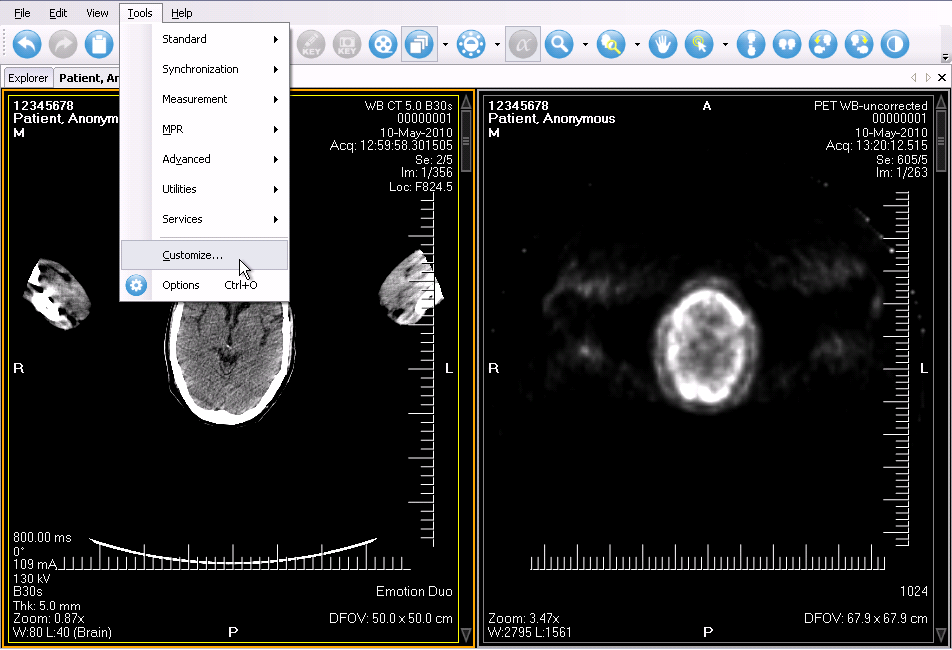 File Edit View Tools Help
KEY KEY α
Explorer Patient, An
Standard
Synchronization
Measurement
MPR
Advanced
Utilities
Services
Customize...
Options Ctrl+O
12345678
Patient, Anonym
M
WB CT 5.0 B30s
00000001
10-May-2010
Acq: 12:59:58.301505
Se: 2/5
Im: 1/356
Loc: F824.5
R
L
800.00 ms
0°
109 mA
130 kV
B30s
Thk: 5.0 mm
Zoom: 0.87x
W:80 L:40 (Brain)
P
Emotion Duo
DFOV: 50.0 x 50.0 cm
12345678
Patient, Anonymous
M
A
PET WB-uncorrected
00000001
10-May-2010
Acq: 13:20:12.515
Se: 605/5
Im: 1/263
R
L
Zoom: 3.47x
W:2795 L:1561
P
1024
DFOV: 67.9 x 67.9 cm